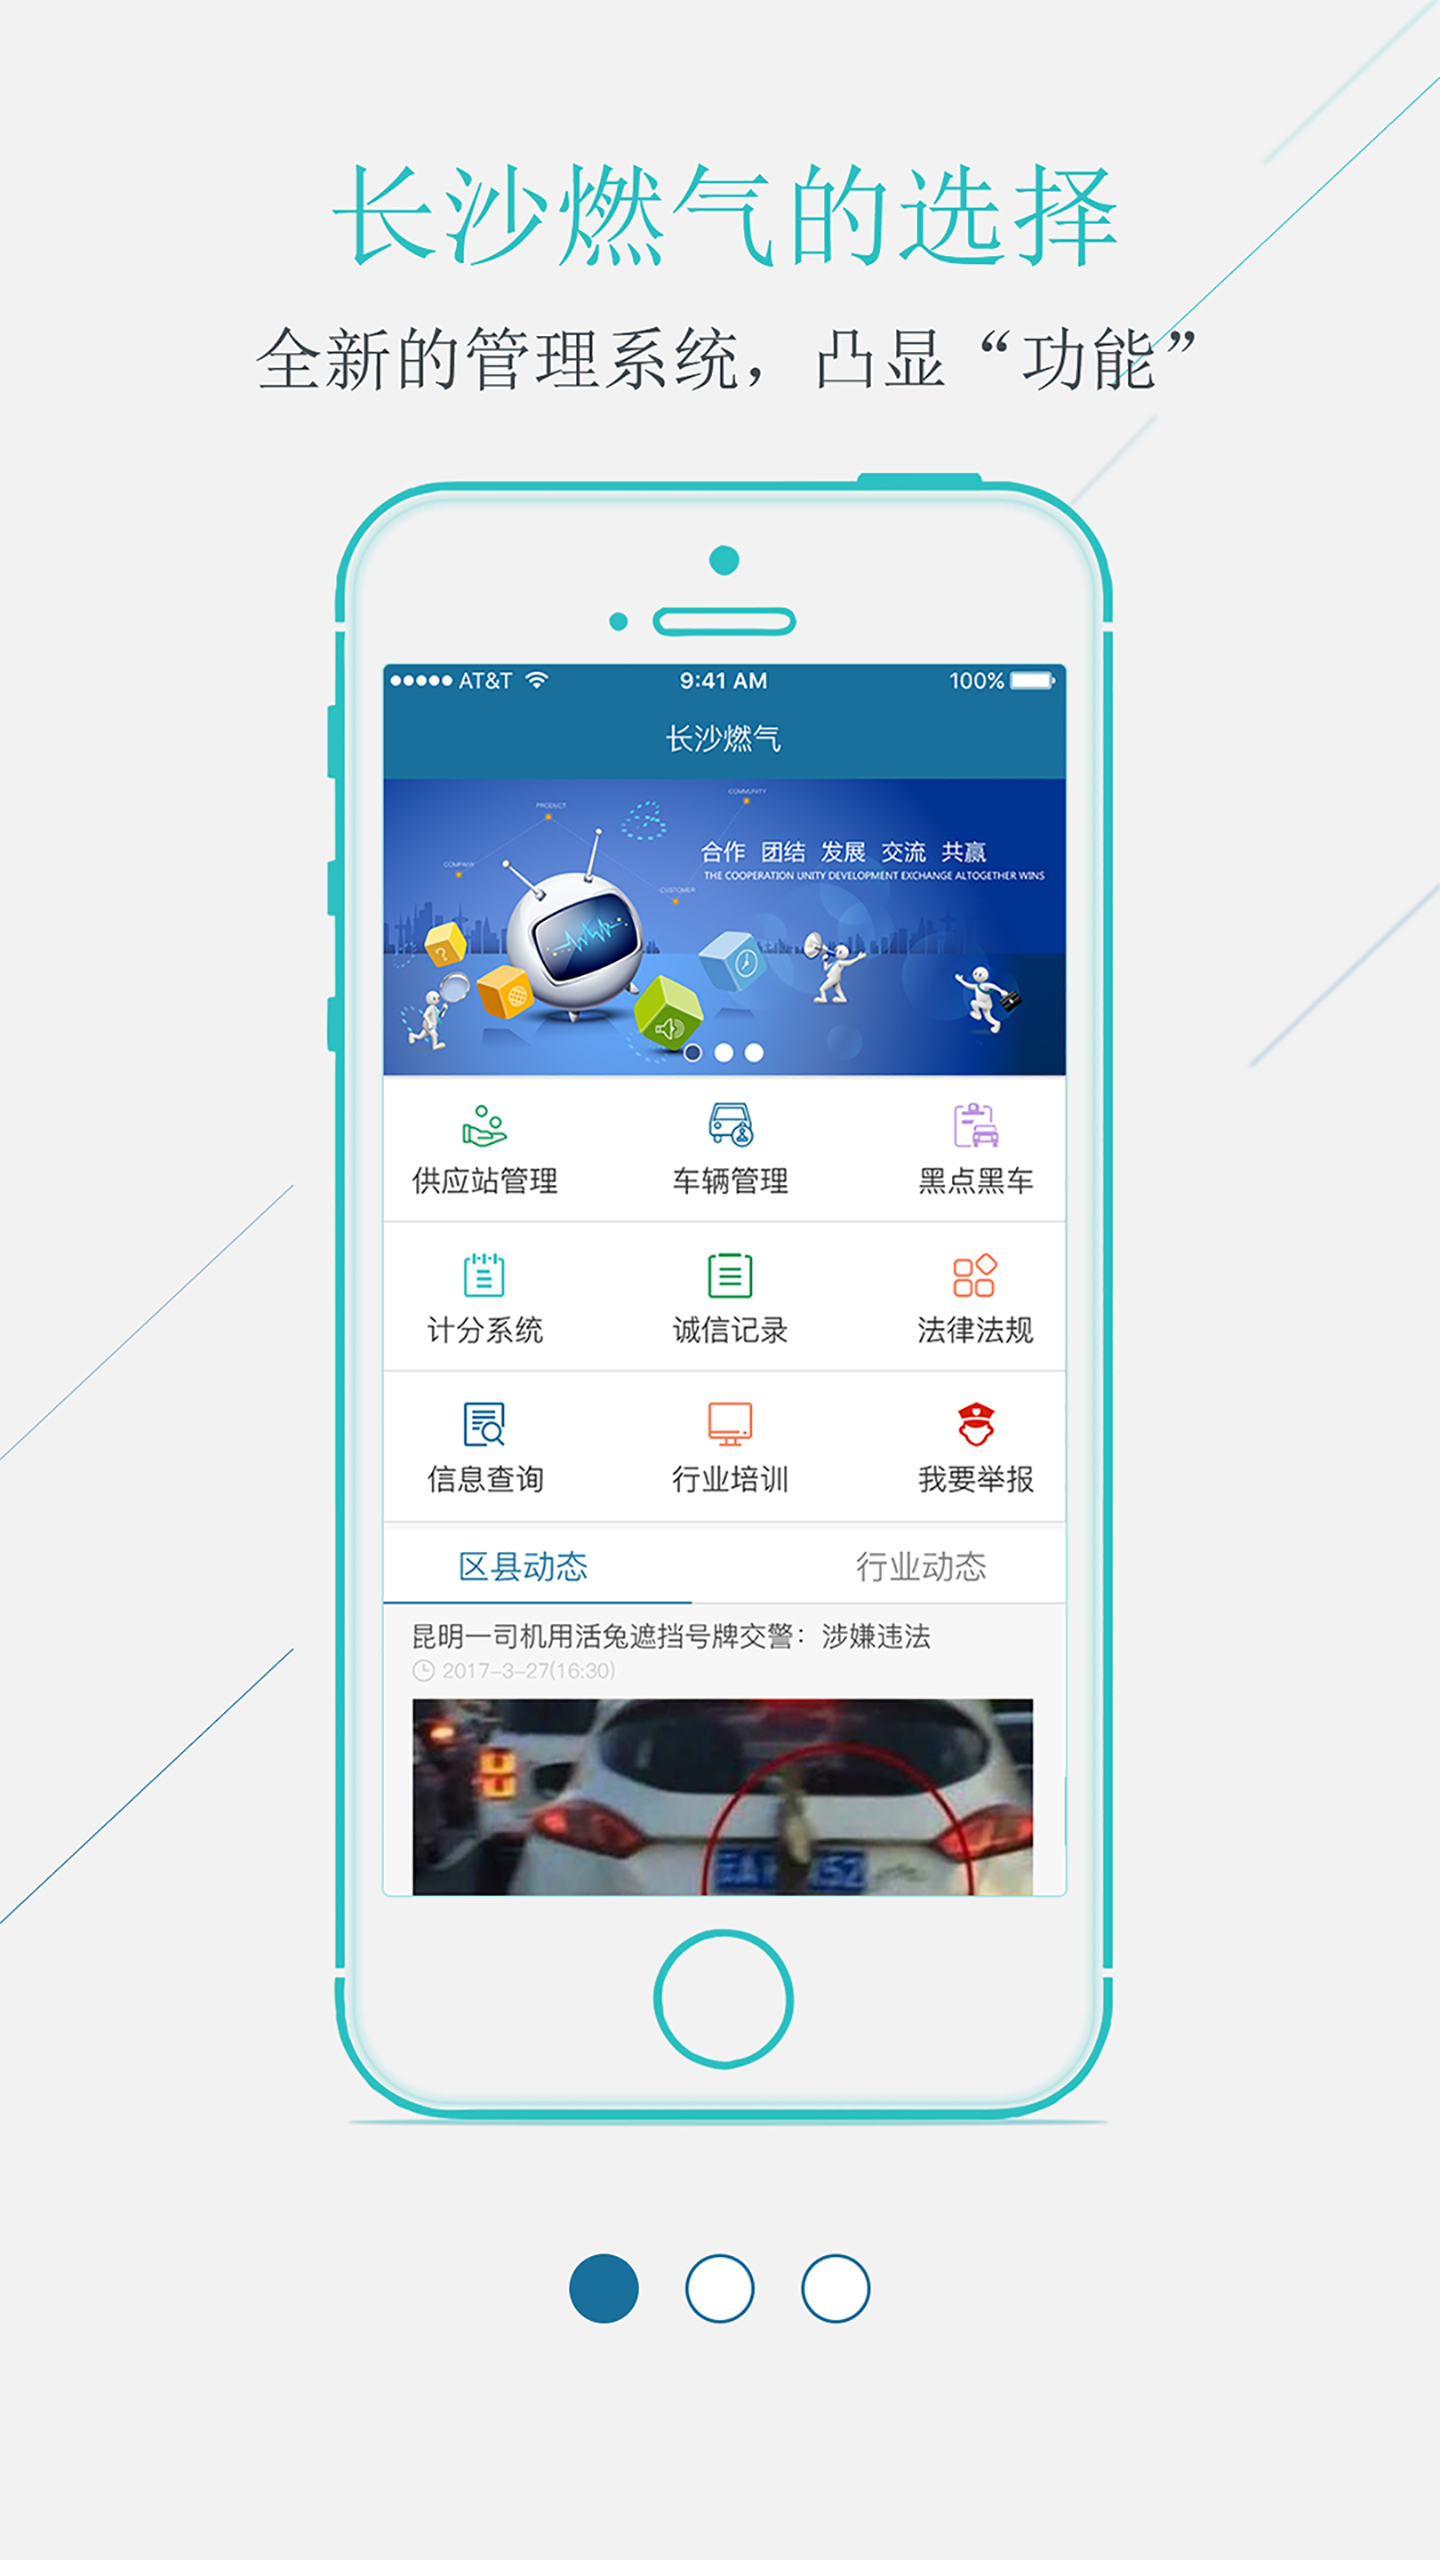 长沙燃气的选择
全新的管理系统，凸显“功能”
AT&T 9:41 AM 100%
长沙燃气
COMMUNITY
PRODUCT
合作 团结 发展 交流 共赢
COMPANY
THE COOPERATION UNITY DEVELOPMENT EXCHANGE ALTOGETHER WINS
CUSTOMER
供应站管理 车辆管理 黑点黑车
计分系统 诚信记录 法律法规
信息查询 行业培训 我要举报
区县动态 行业动态
昆明一司机用活兔遮挡号牌交警：涉嫌违法
2017-3-27(16:30)